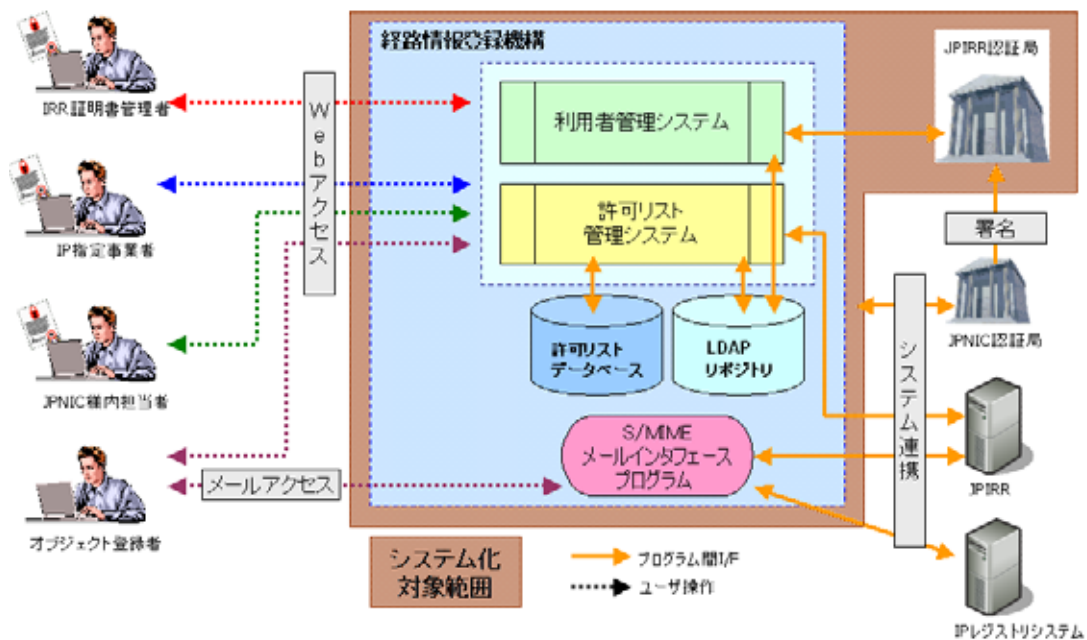 経路情報登録機構
JPIRR認証局
IRR証明書管理者
Webアクセス
利用者管理システム
IP指定事業者
許可リスト
管理システム
署名
JPNIC認証局
許可リスト
データベース
LDAP
リポジトリ
JPNIC様内担当者
システム連携
S/MIME
メールインタフェース
プログラム
メールアクセス
JPIRR
オブジェクト登録者
システム化
対象範囲
プログラム間I/F
ユーザ操作
IPレジストリシステム